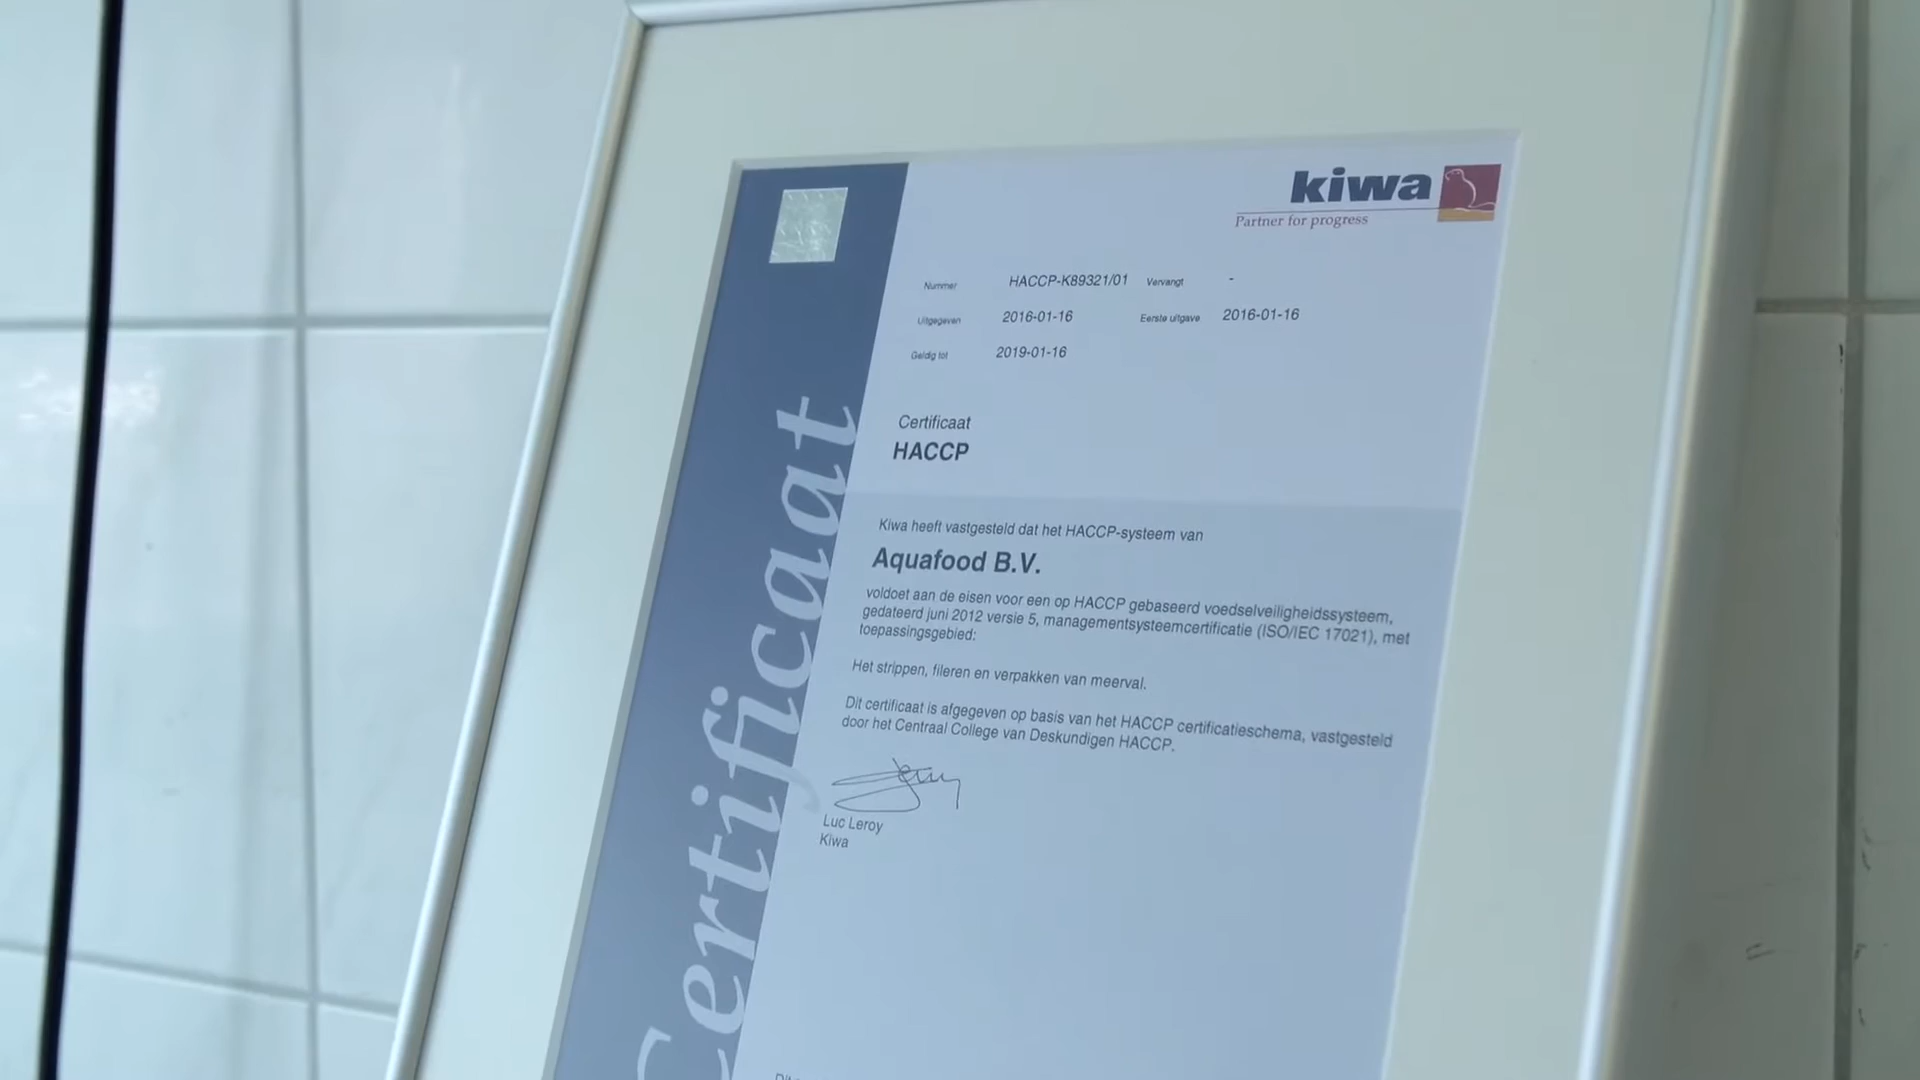 kiwa
Partner for progress
Nummer HACCP-K89321/01 Vervangt -
Uitgegeven 2016-01-16 Eerste uitgave 2016-01-16
Geldig tot 2019-01-16
Certificaat
Certificaat
HACCP
Kiwa heeft vastgesteld dat het HACCP-systeem van
Aquafood B.V.
voldoet aan de eisen voor een op HACCP gebaseerd voedselveiligheidssysteem,
gedateerd juni 2012 versie 5, managementsysteemcertificatie (ISO/IEC 17021), met
toepassingsgebied:
Het strippen, fileren en verpakken van meerval.
Dit certificaat is afgegeven op basis van het HACCP certificatieschema, vastgesteld
door het Centraal College van Deskundigen HACCP.
Luc Leroy
Kiwa